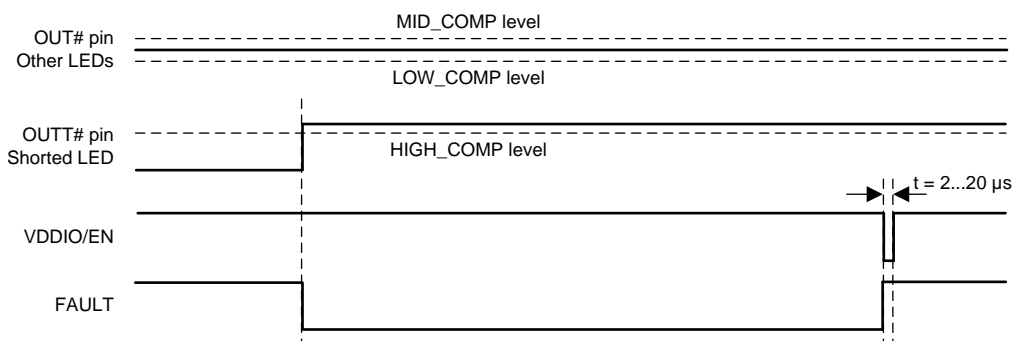 MID_COMP level
OUT# pin
Other LEDs
LOW_COMP level
OUTT# pin
Shorted LED
HIGH_COMP level
t = 2...20 µs
VDDIO/EN
FAULT